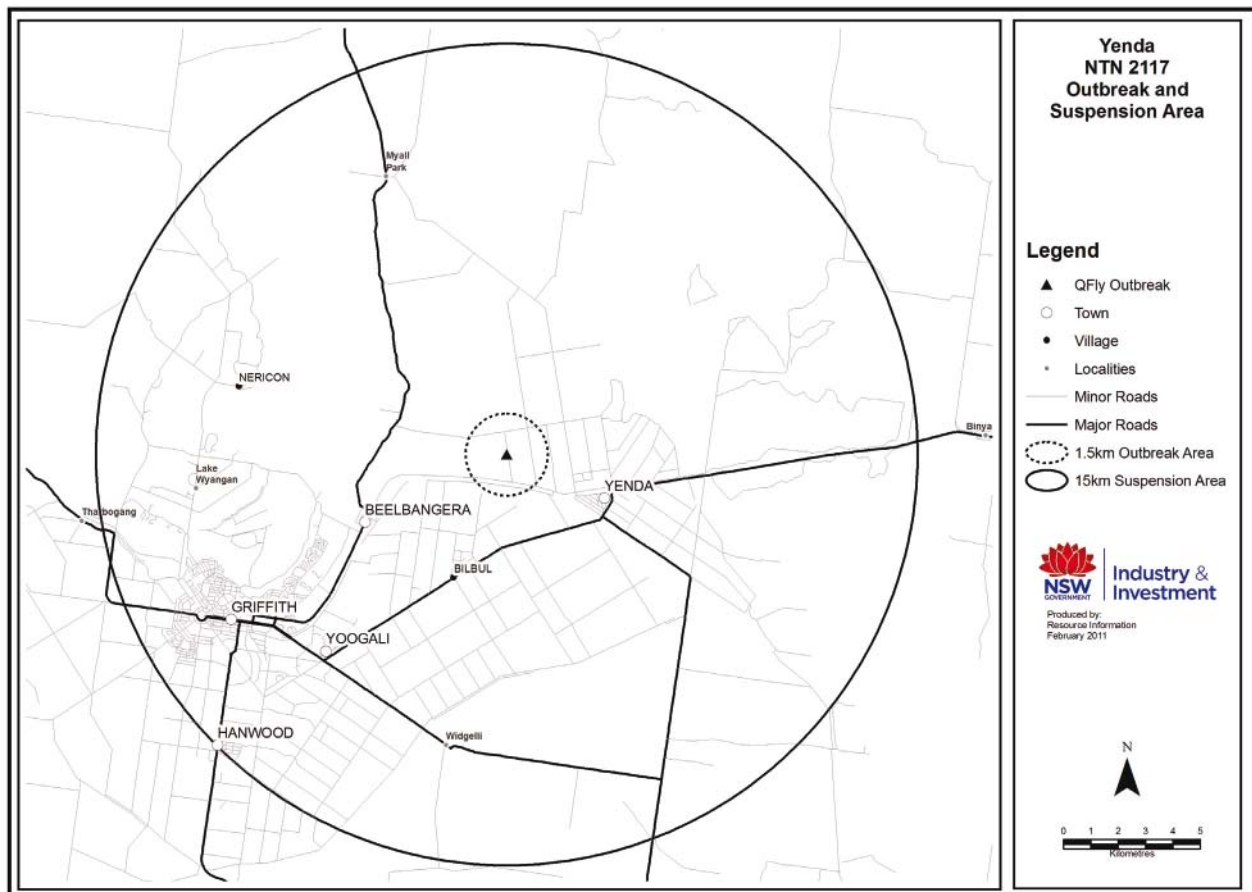 Yenda
NTN 2117
Outbreak and
Suspension Area
Myall
Park
NERICON
Lake
Wyangan
Tharbogang
BEELBANGERA
YENDA
Binya
BILBUL
GRIFFITH
YOOGALI
HANWOOD
Widgelli
Legend
QFly Outbreak
Town
Village
Localities
Minor Roads
Major Roads
1.5km Outbreak Area
15km Suspension Area
NSW
GOVERNMENT
Industry &
Investment
Produced by:
Resource Information
February 2011
N
0 1 2 3 4 5
Kilometres